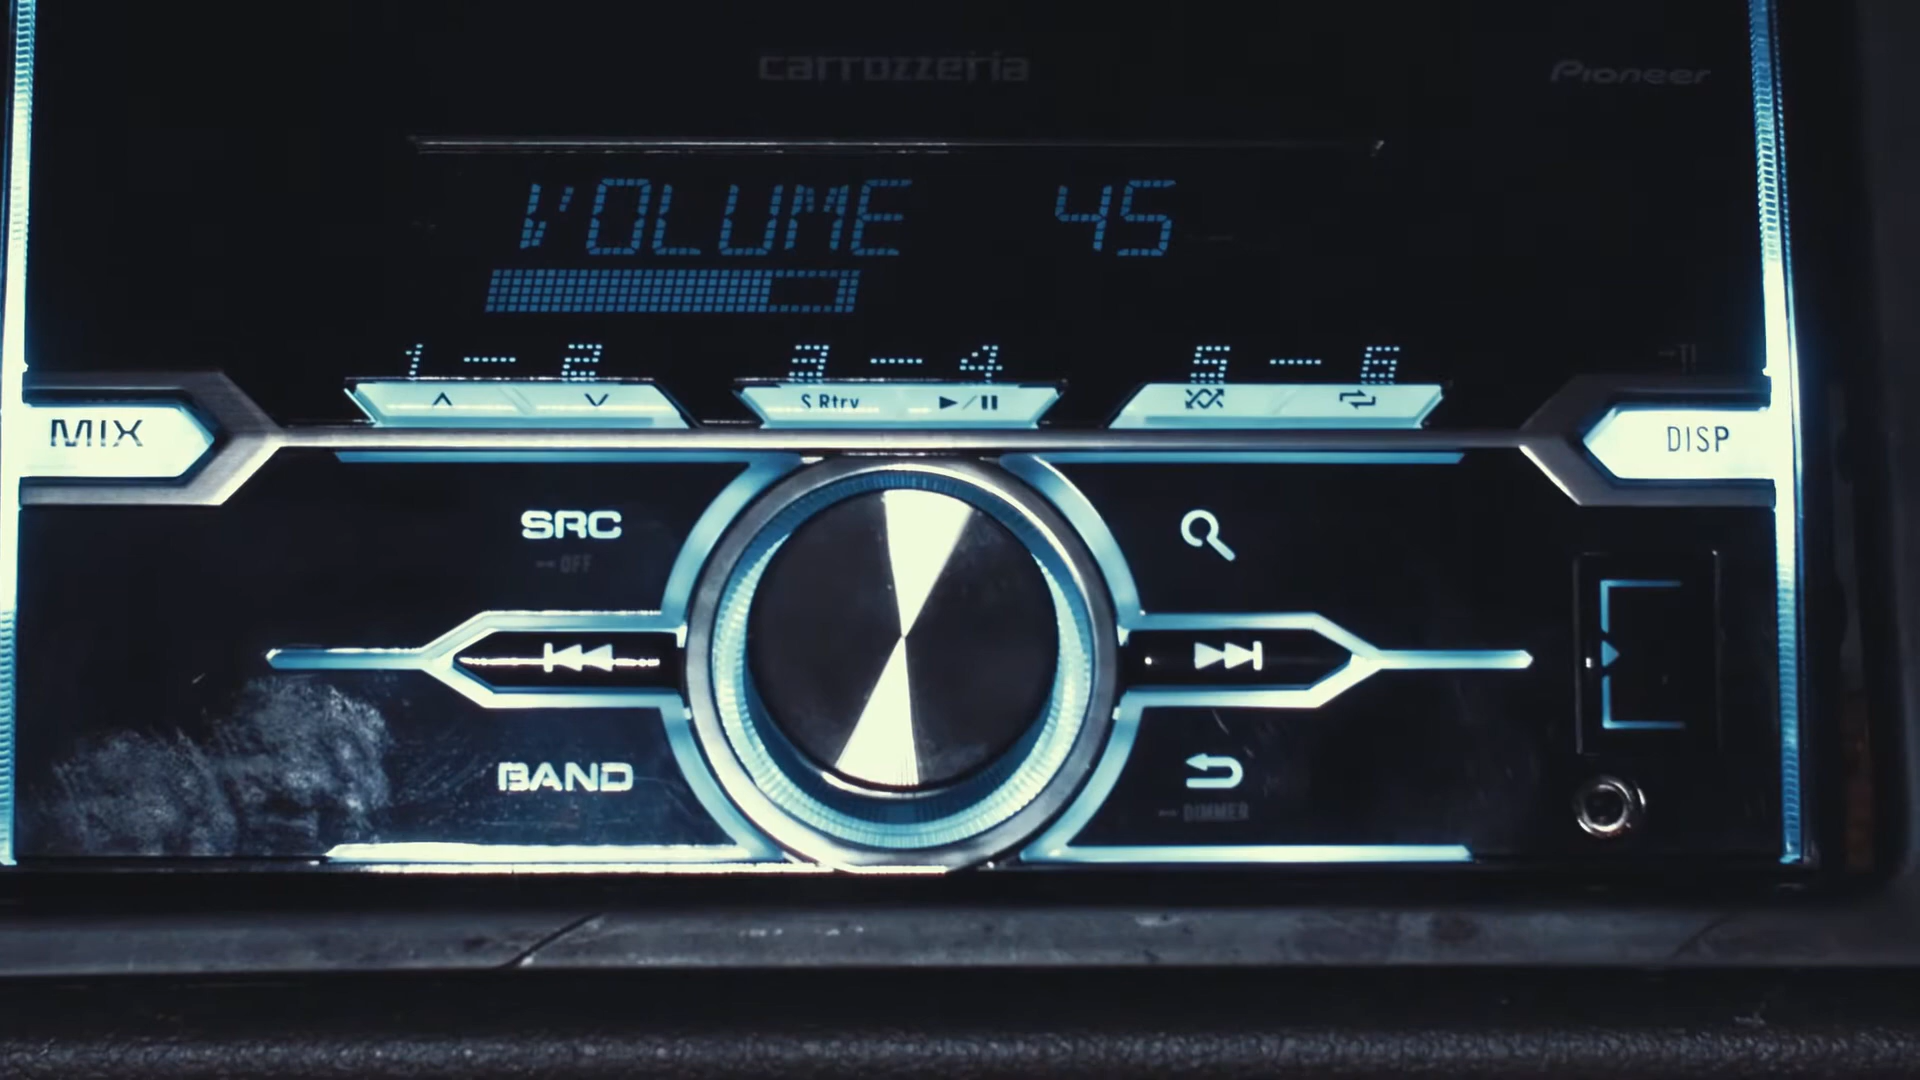 carrozzeria
Pioneer
VOLUME 45
1 --- 2 3 --- 4 5 --- 6
MIX
S Rtrv
DISP
SRC
OFF
BAND
DIMMER